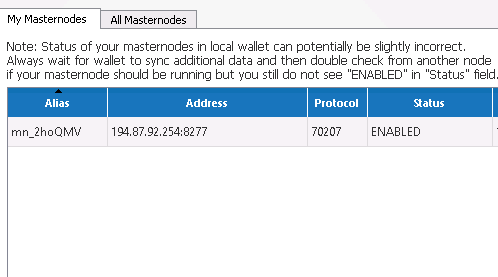 My Masternodes All Masternodes
Note: Status of your masternodes in local wallet can potentially be slightly incorrect.
Always wait for wallet to sync additional data and then double check from another node
if your masternode should be running but you still do not see "ENABLED" in "Status" field.
Alias Address Protocol Status
mn_2hoQMV 194.87.92.254:8277 70207 ENABLED